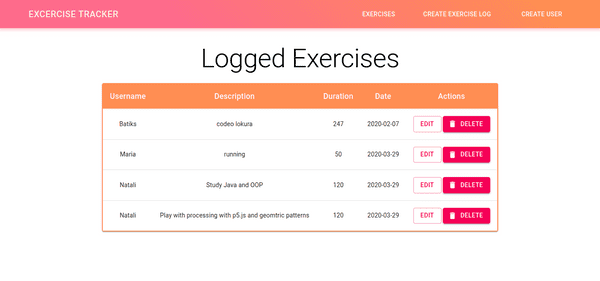 EXCERCISE TRACKER EXERCISES CREATE EXERCISE LOG CREATE USER
Logged Exercises
Username Description Duration Date Actions
Batiks codeo lokura 247 2020-02-07 EDIT DELETE
Maria running 50 2020-03-29 EDIT DELETE
Natali Study Java and OOP 120 2020-03-29 EDIT DELETE
Natali Play with processing with p5.js and geomtric patterns 120 2020-03-29 EDIT DELETE